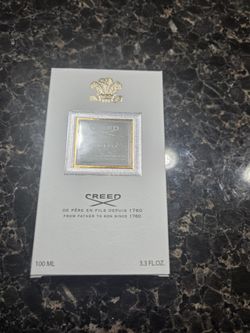 CREED
CREED
DE PÈRE EN FILS DEPUIS 1760
FROM FATHER TO SON SINCE 1760
100 ML
3.3 FL.OZ.